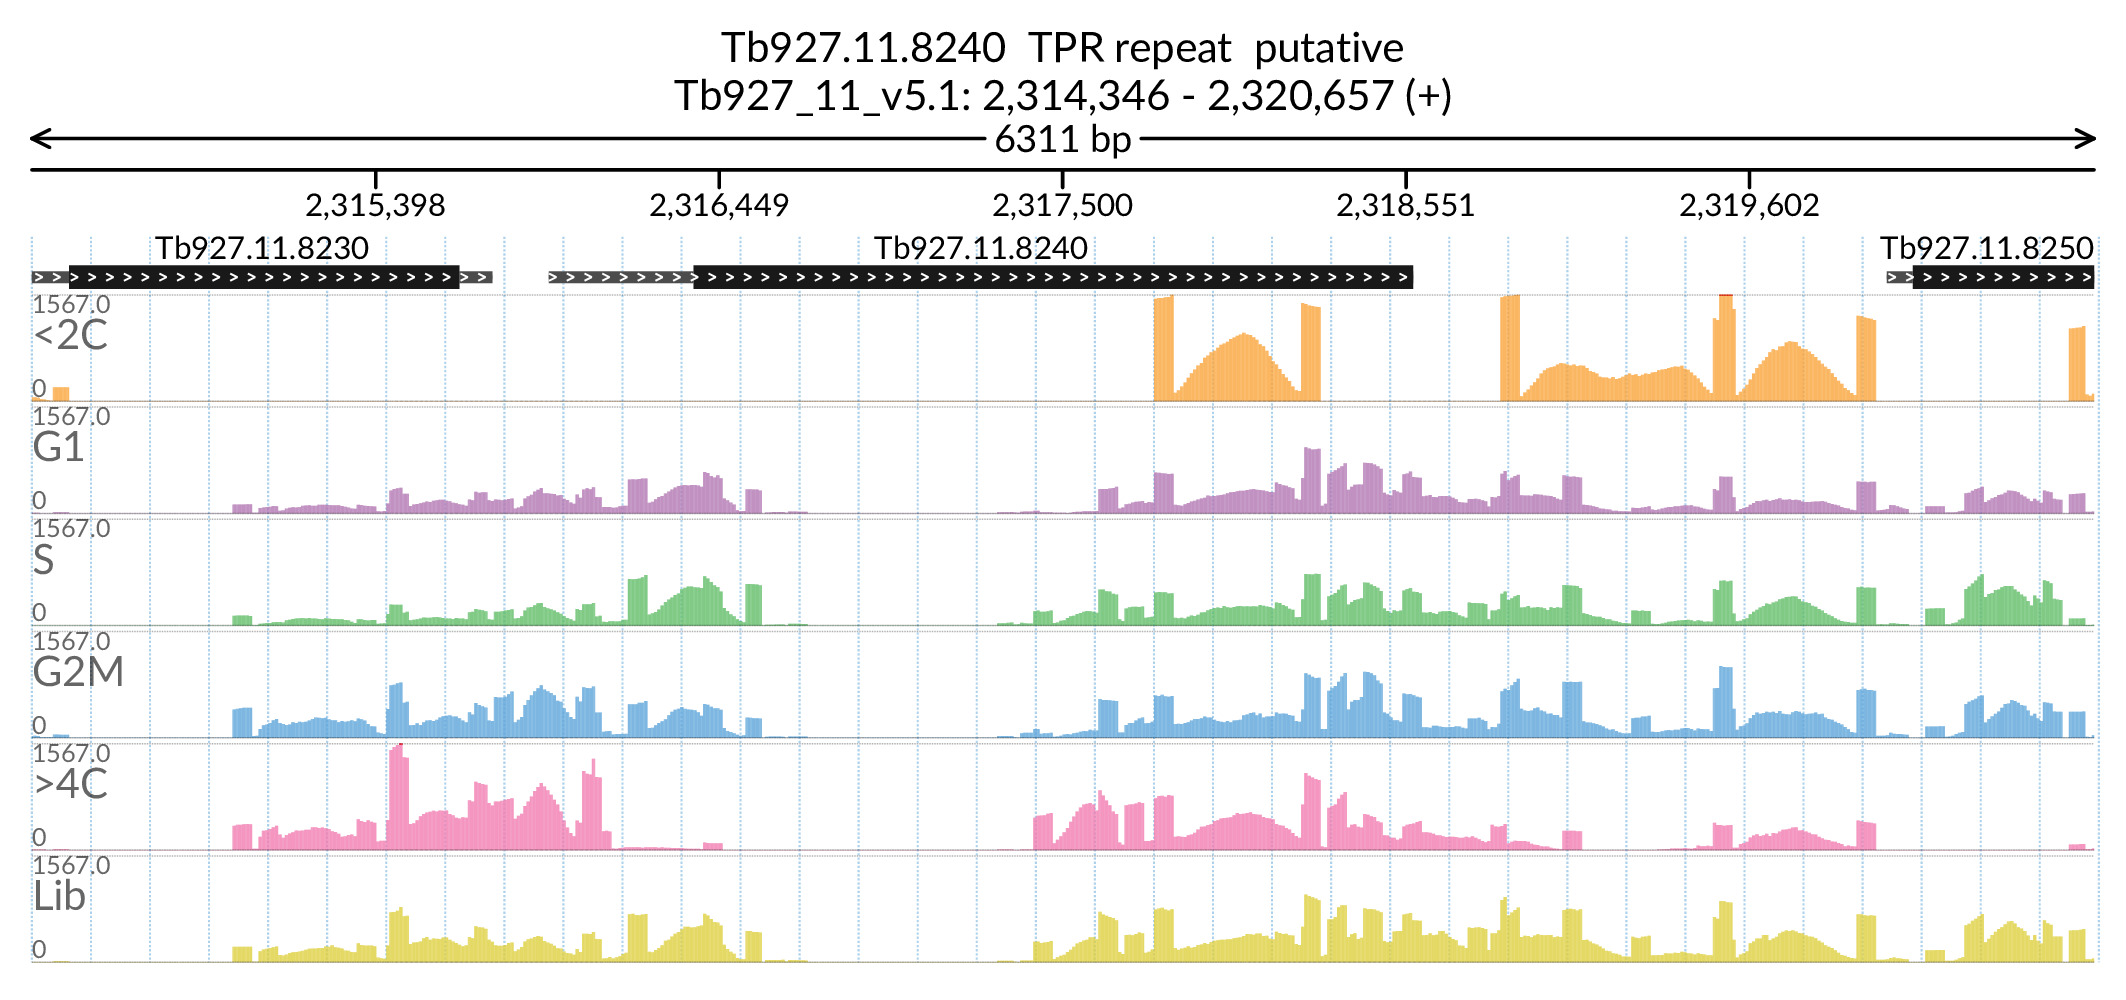 Tb927.11.8240 TPR repeat putative
Tb927_11_v5.1: 2,314,346 - 2,320,657 (+)
6311 bp
2,315,398 2,316,449 2,317,500 2,318,551 2,319,602
Tb927.11.8230 Tb927.11.8240 Tb927.11.8250
1567.0
<2C
0
1567.0
G1
0
1567.0
S
0
1567.0
G2M
0
1567.0
>4C
0
1567.0
Lib
0